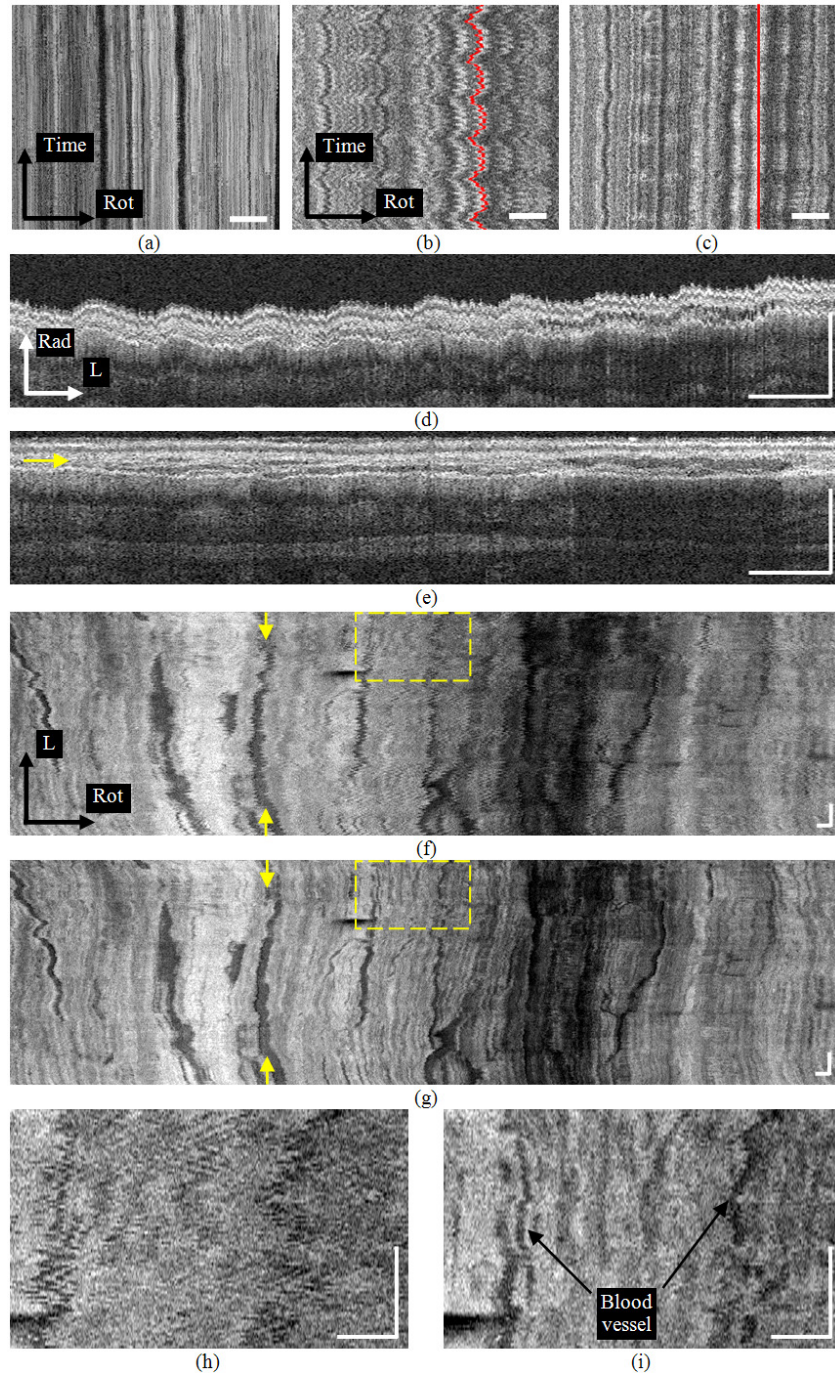 Time
Rot
(a)
Time
Rot
(b)
(c)
Rad
L
(d)
(e)
L
Rot
(f)
(g)
(h)
Blood
vessel
(i)